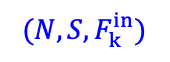 (N, S, F_k^in)